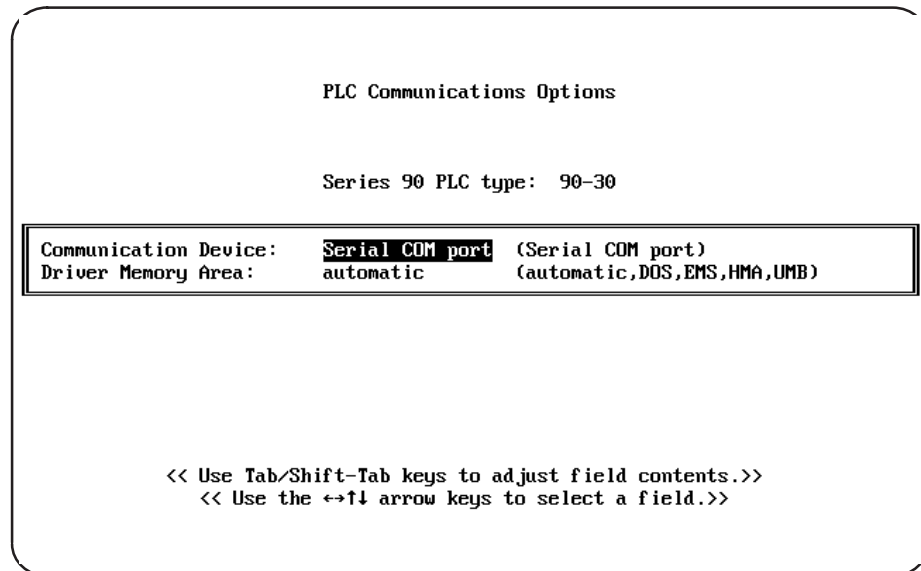 PLC Communications Options
Series 90 PLC type: 90-30
Communication Device: Serial COM port (Serial COM port)
Driver Memory Area: automatic (automatic,DOS,EMS,HMA,UMB)
<< Use Tab/Shift-Tab keys to adjust field contents.>>
<< Use the ↔↑↓ arrow keys to select a field.>>